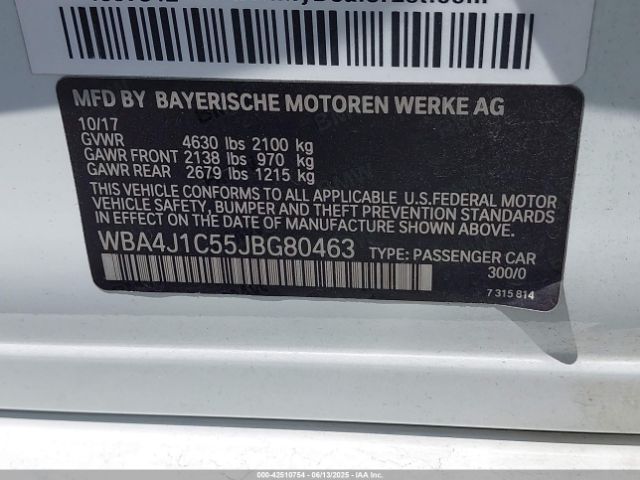 MFD BY BAYERISCHE MOTOREN WERKE AG
10/17
GVWR 4630 lbs 2100 kg
GAWR FRONT 2138 lbs 970 kg
GAWR REAR 2679 lbs 1215 kg
THIS VEHICLE CONFORMS TO ALL APPLICABLE U.S.FEDERAL MOTOR
VEHICLE SAFETY, BUMPER AND THEFT PREVENTION STANDARDS
IN EFFECT ON THE DATE OF MANUFACTURE SHOWN ABOVE.
WBA4J1C55JBG80463 TYPE: PASSENGER CAR
300/0
7 315 814
000-42510754 - 06/13/2025 - IAAI.COM